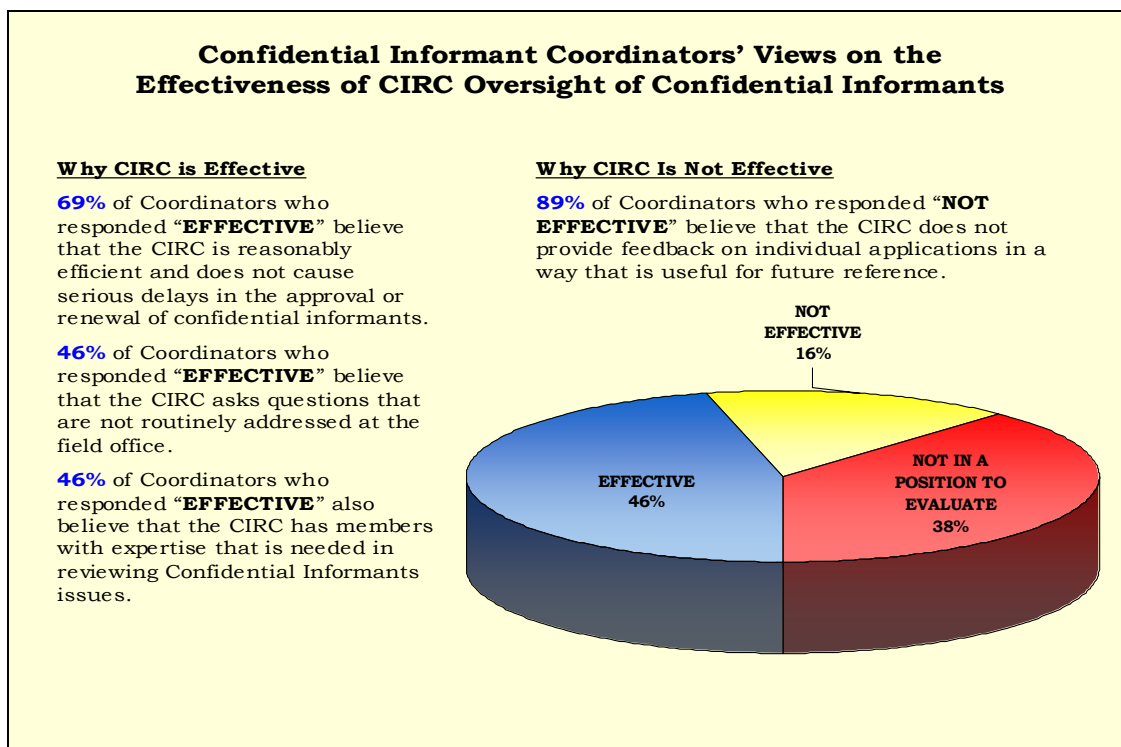 Confidential Informant Coordinators’ Views on the
Effectiveness of CIRC Oversight of Confidential Informants
Why CIRC is Effective
69% of Coordinators who
responded “EFFECTIVE” believe
that the CIRC is reasonably
efficient and does not cause
serious delays in the approval or
renewal of confidential informants.
46% of Coordinators who
responded “EFFECTIVE” believe
that the CIRC asks questions that
are not routinely addressed at the
field office.
46% of Coordinators who
responded “EFFECTIVE” also
believe that the CIRC has members
with expertise that is needed in
reviewing Confidential Informants
issues.
Why CIRC Is Not Effective
89% of Coordinators who responded “NOT
EFFECTIVE” believe that the CIRC does not
provide feedback on individual applications in a
way that is useful for future reference.
NOT
EFFECTIVE
16%
EFFECTIVE
46%
NOT IN A
POSITION TO
EVALUATE
38%